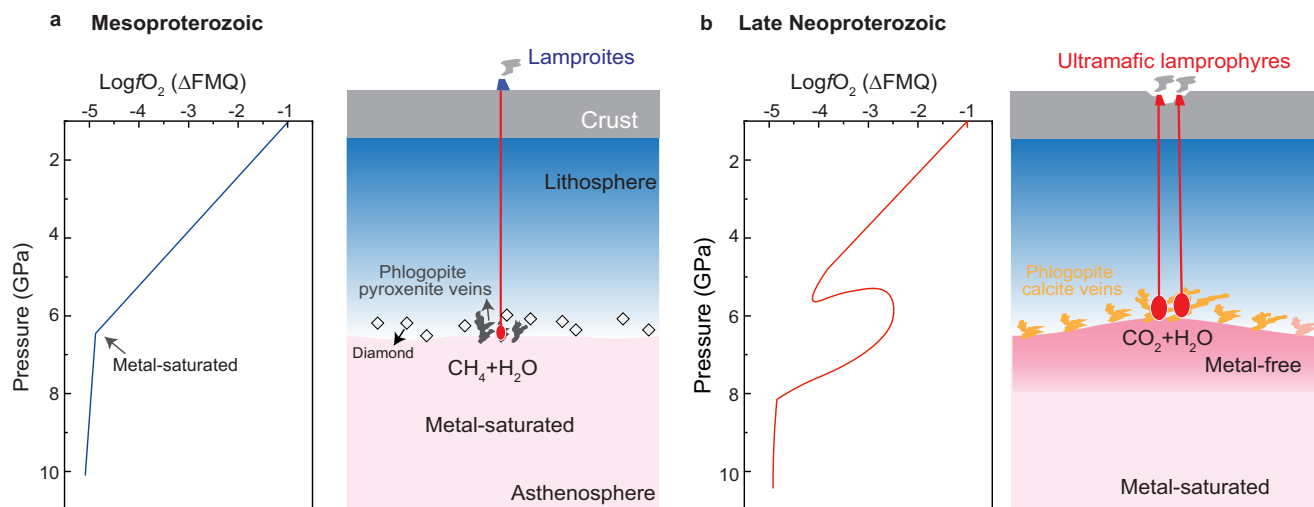 a Mesoproterozoic
LogfO₂ (ΔFMQ)
-5 -4 -3 -2 -1
2
4
6
8
10
Pressure (GPa)
Metal-saturated
Lamproites
Crust
Lithosphere
Phlogopite
pyroxenite veins
Diamond
CH₄+H₂O
Metal-saturated
Asthenosphere
b Late Neoproterozoic
LogfO₂ (ΔFMQ)
-5 -4 -3 -2 -1
2
4
6
8
10
Pressure (GPa)
Ultramafic lamprophyres
Phlogopite
calcite veins
CO₂+H₂O
Metal-free
Metal-saturated